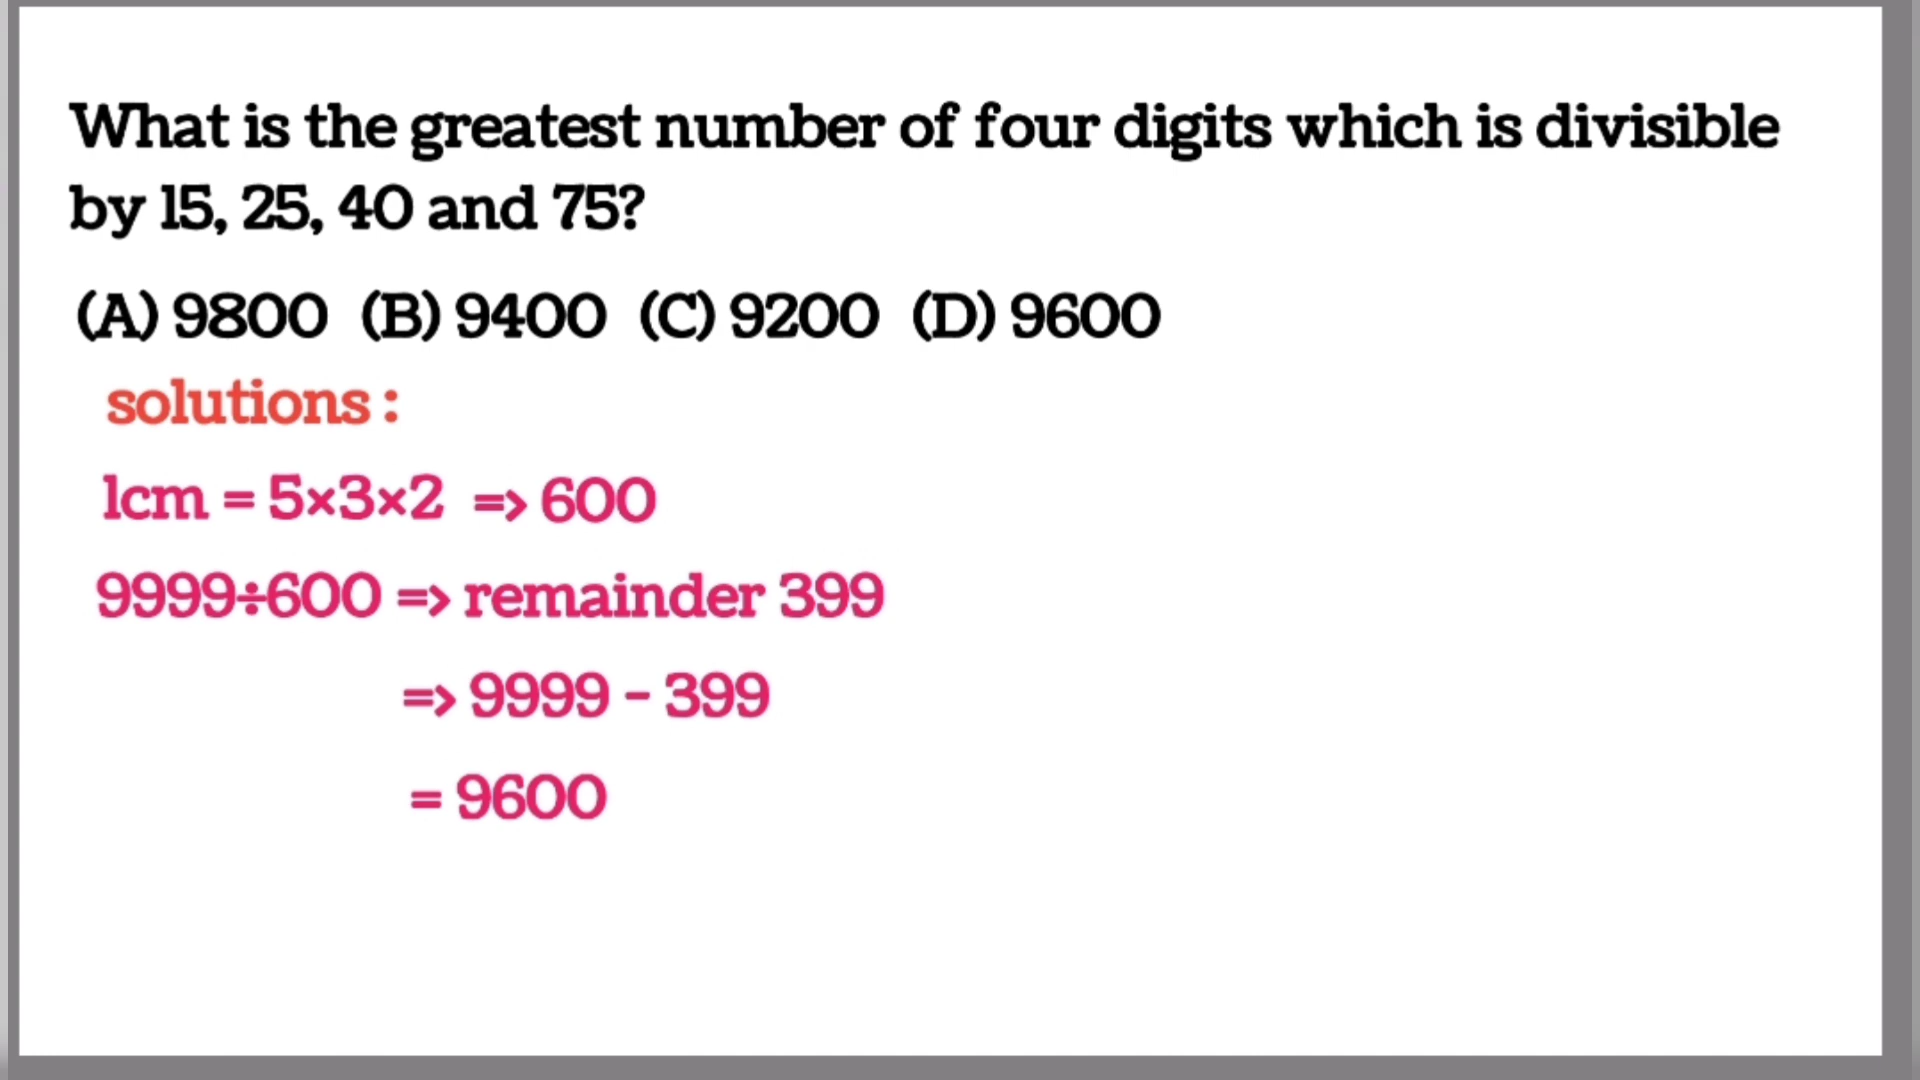 What is the greatest number of four digits which is divisible
by 15, 25, 40 and 75?
(A) 9800 (B) 9400 (C) 9200 (D) 9600
solutions :
lcm = 5×3×2 => 600
9999÷600 => remainder 399
=> 9999 - 399
= 9600